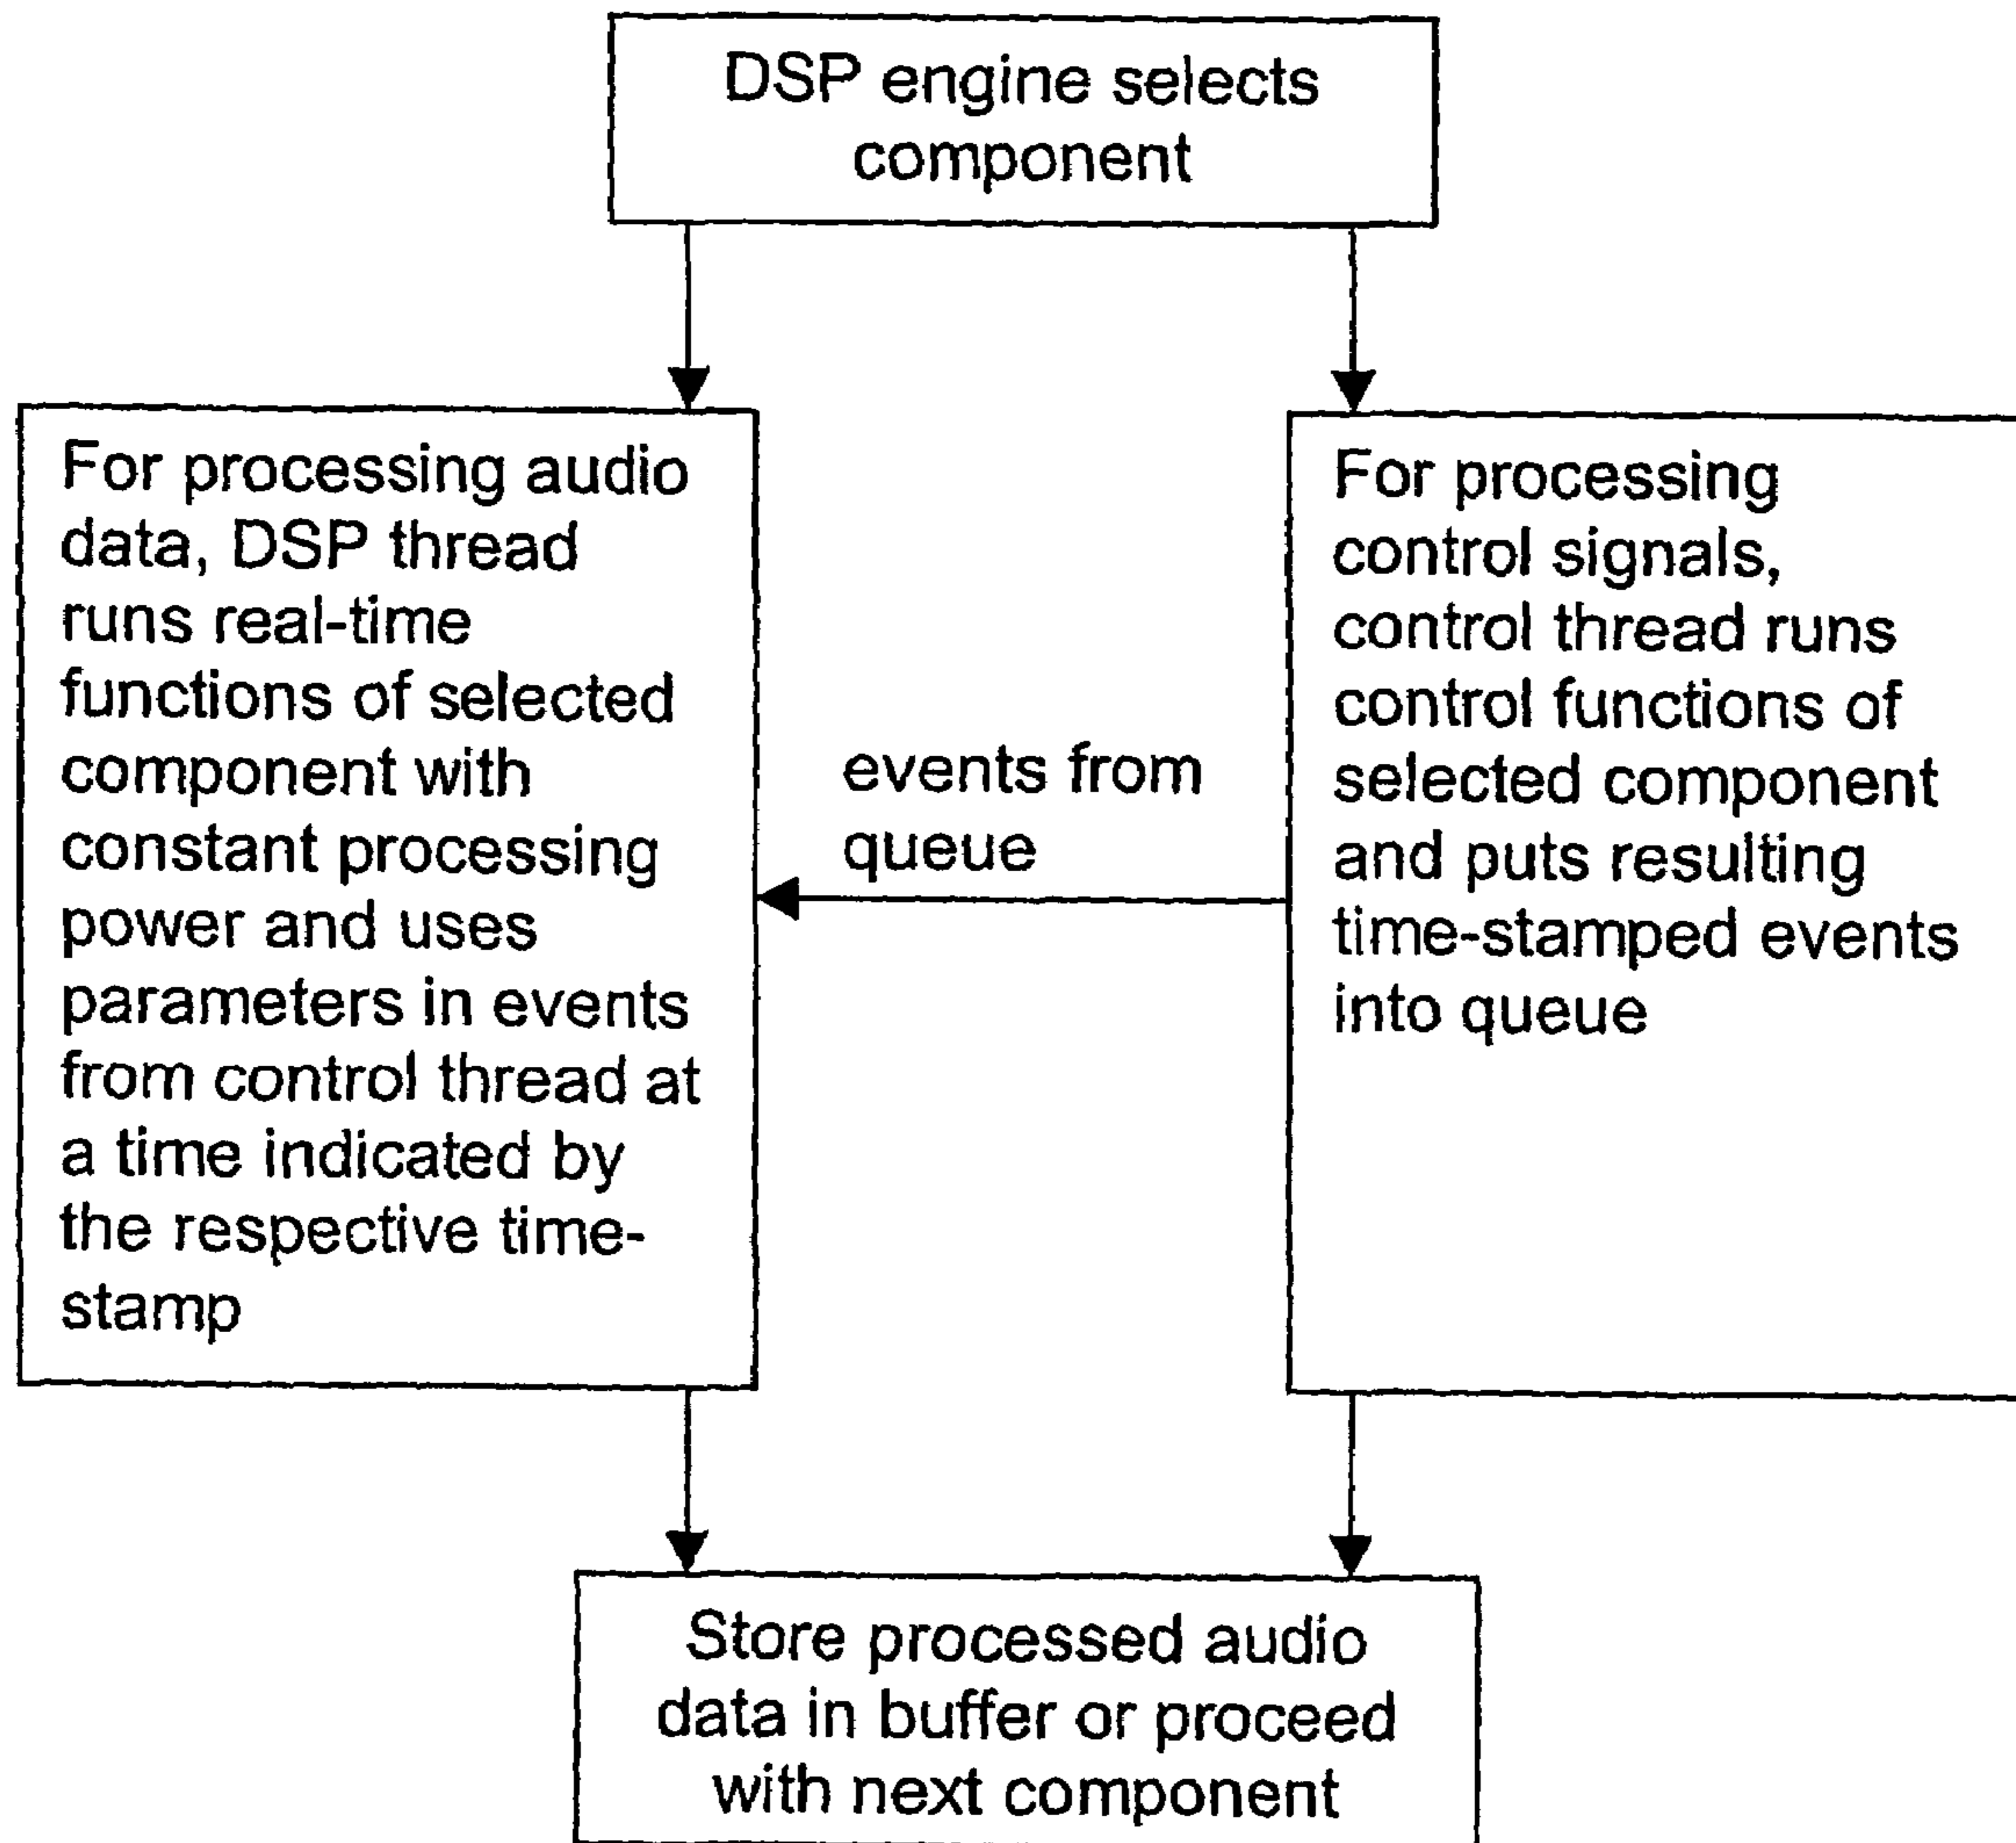 DSP engine selects
component
For processing audio
data, DSP thread
runs real-time
functions of selected
component with
constant processing
power and uses
parameters in events
from control thread at
a time indicated by
the respective time-
stamp
events from
queue
For processing
control signals,
control thread runs
control functions of
selected component
and puts resulting
time-stamped events
into queue
Store processed audio
data in buffer or proceed
with next component